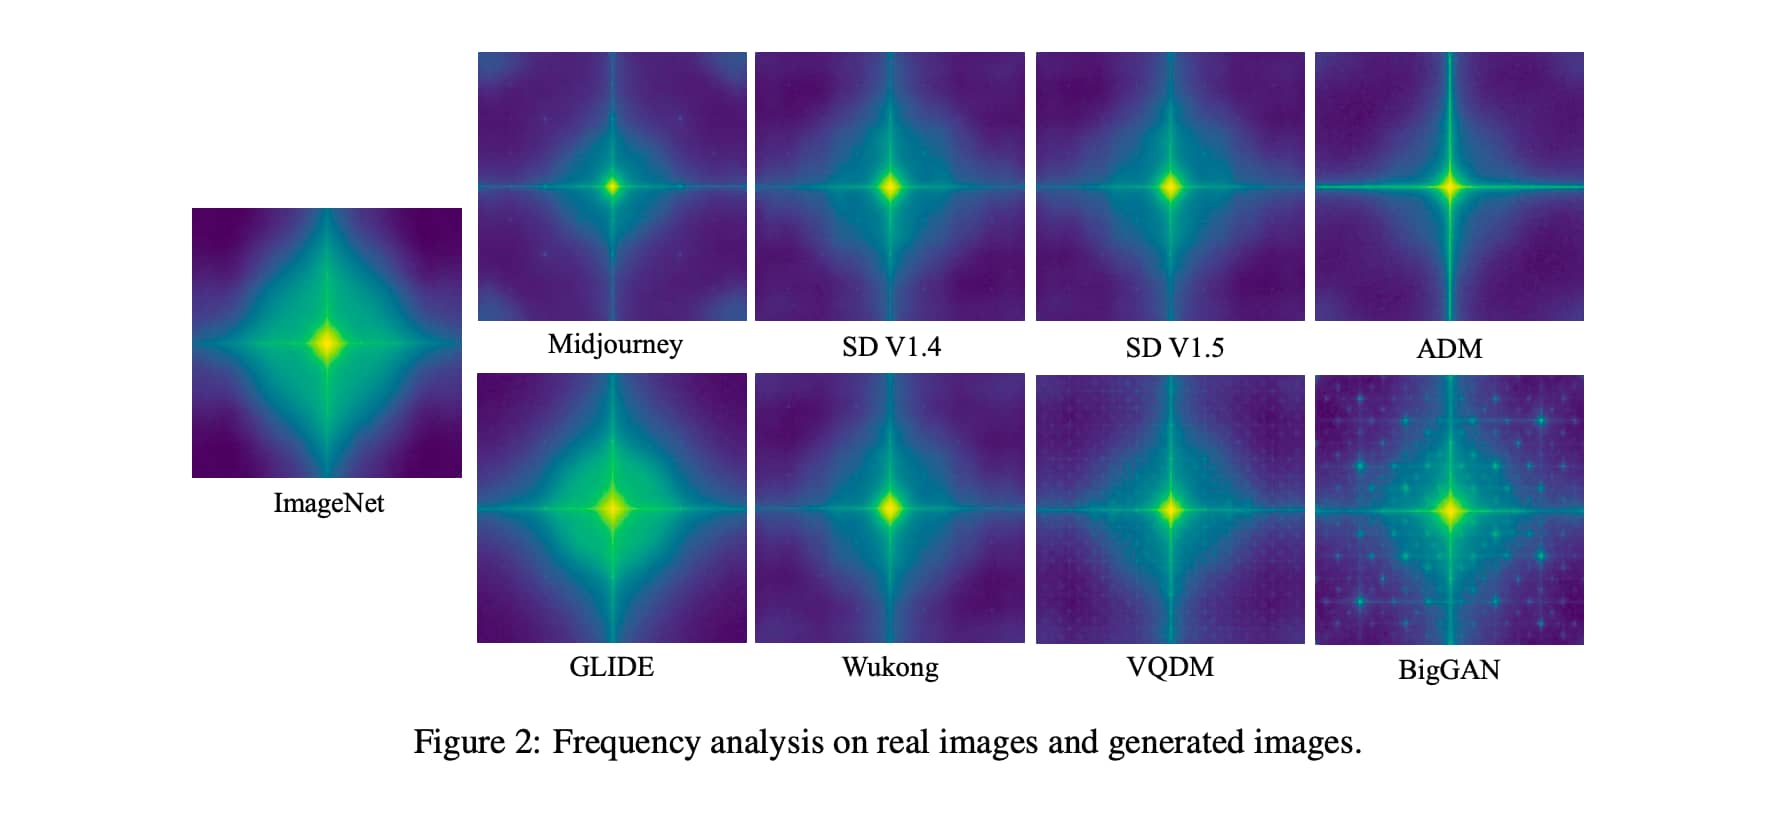 Midjourney
SD V1.4
SD V1.5
ADM
ImageNet
GLIDE
Wukong
VQDM
BigGAN
Figure 2: Frequency analysis on real images and generated images.